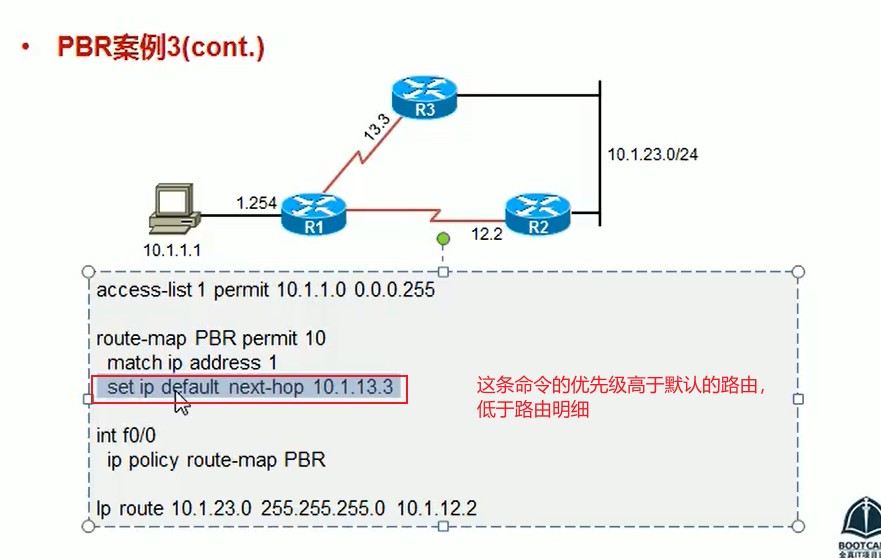 • PBR案例3(cont.)
R3
13.3
10.1.23.0/24
1.254
R1
R2
12.2
10.1.1.1
access-list 1 permit 10.1.1.0 0.0.0.255
route-map PBR permit 10
match ip address 1
set ip default next-hop 10.1.13.3
这条命令的优先级高于默认的路由，
低于路由明细
int f0/0
ip policy route-map PBR
Ip route 10.1.23.0 255.255.255.0 10.1.12.2